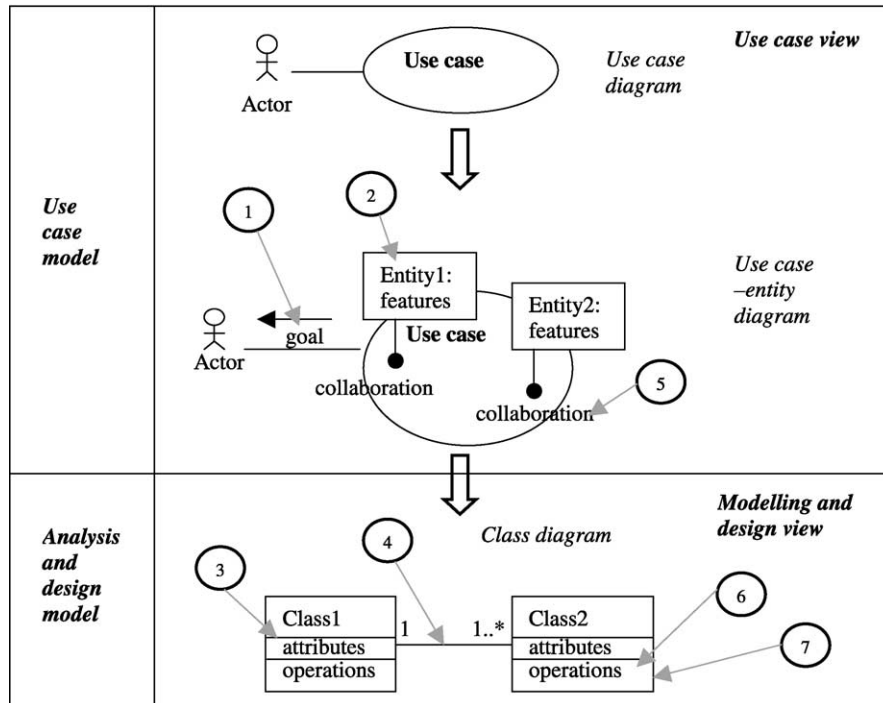 Use case view
Use case
Use case
diagram
Actor
Use
case
model
1
2
Entity1:
features
Entity2:
features
Use case
–entity
diagram
goal
Actor
Use case
collaboration
collaboration
5
Analysis
and
design
model
Modelling and
design view
Class diagram
3
4
6
7
Class1
attributes
operations
1
1..*
Class2
attributes
operations